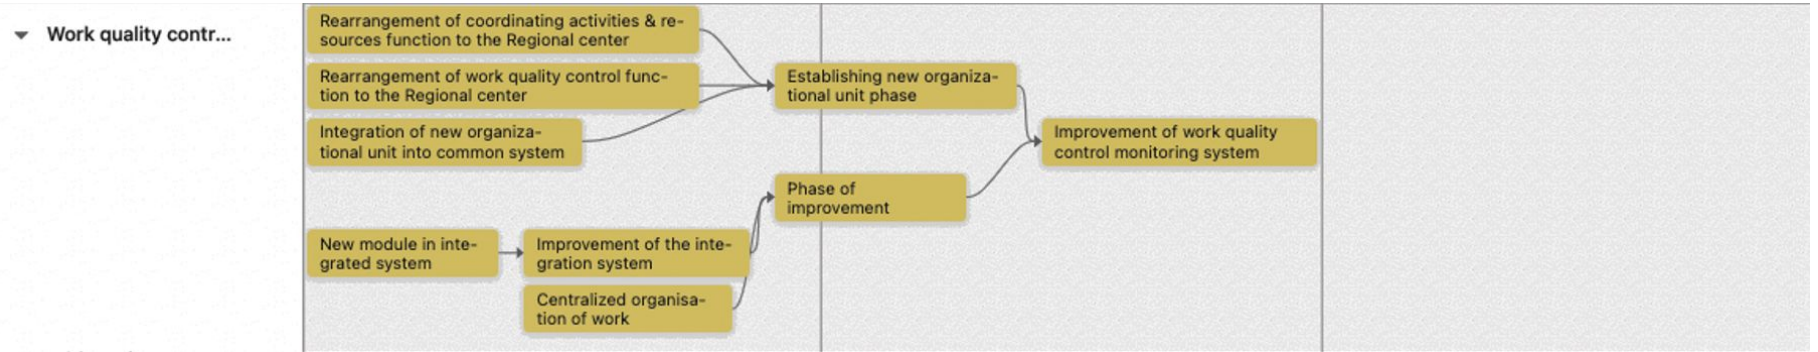 Work quality contr...
Rearrangement of coordinating activities & re-
sources function to the Regional center
Rearrangement of work quality control func-
tion to the Regional center
Establishing new organiza-
tional unit phase
Integration of new organiza-
tional unit into common system
Improvement of work quality
control monitoring system
Phase of
improvement
New module in inte-
grated system
Improvement of the inte-
gration system
Centralized organisa-
tion of work